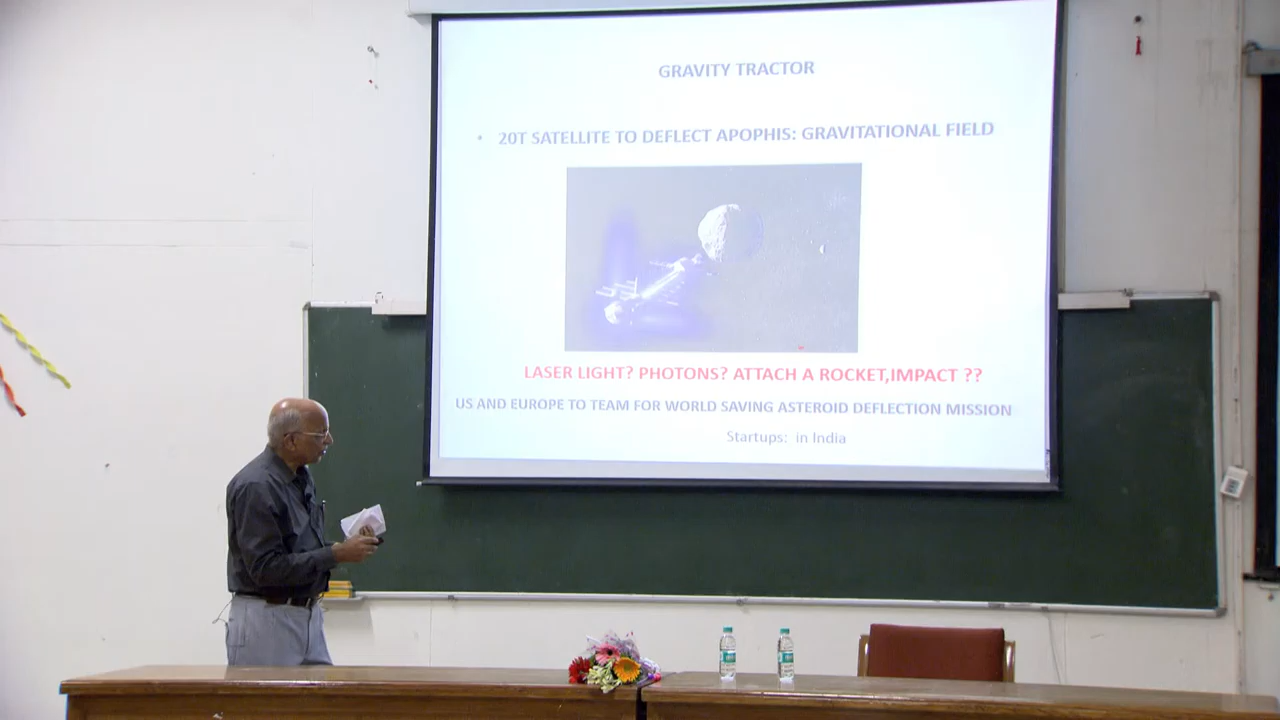 GRAVITY TRACTOR
• 20T SATELLITE TO DEFLECT APOPHIS: GRAVITATIONAL FIELD
LASER LIGHT? PHOTONS? ATTACH A ROCKET,IMPACT ??
US AND EUROPE TO TEAM FOR WORLD SAVING ASTEROID DEFLECTION MISSION
Startups: in India